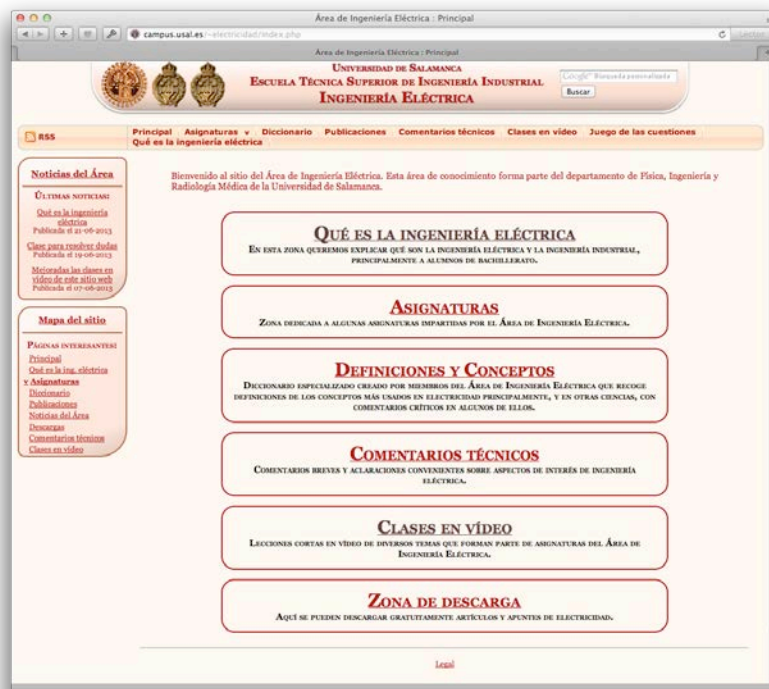 Área de Ingeniería Eléctrica : Principal
campus.usal.es/~electricidad/index.php
Lector
Área de Ingeniería Eléctrica : Principal
Universidad de Salamanca
Escuela Técnica Superior de Ingeniería Industrial
Ingeniería Eléctrica
Google™ Búsqueda personalizada
Buscar
RSS
Principal Asignaturas v Diccionario Publicaciones Comentarios técnicos Clases en vídeo Juego de las cuestiones
Qué es la ingeniería eléctrica
Noticias del Área
Últimas noticias:
Qué es la ingeniería
eléctrica
Publicada el 21-06-2013
Clase para resolver dudas
Publicada el 19-06-2013
Mejoradas las clases en
vídeo de este sitio web
Publicada el 07-06-2013
Mapa del sitio
Páginas interesantes:
Principal
Qué es la ing. eléctrica
v Asignaturas
Diccionario
Publicaciones
Noticias del Área
Descargas
Comentarios técnicos
Clases en vídeo
Bienvenido al sitio del Área de Ingeniería Eléctrica. Esta área de conocimiento forma parte del departamento de Física, Ingeniería y
Radiología Médica de la Universidad de Salamanca.
Qué es la ingeniería eléctrica
En esta zona queremos explicar qué son la ingeniería eléctrica y la ingeniería industrial,
principalmente a alumnos de bachillerato.
Asignaturas
Zona dedicada a algunas asignaturas impartidas por el Área de Ingeniería Eléctrica.
Definiciones y Conceptos
Diccionario especializado creado por miembros del Área de Ingeniería Eléctrica que recoge
definiciones de los conceptos más usados en electricidad principalmente, y en otras ciencias, con
comentarios críticos en algunos de ellos.
Comentarios técnicos
Comentarios breves y aclaraciones convenientes sobre aspectos de interés de ingeniería
eléctrica.
Clases en vídeo
Lecciones cortas en vídeo de diversos temas que forman parte de asignaturas del Área de
Ingeniería Eléctrica.
Zona de descarga
Aquí se pueden descargar gratuitamente artículos y apuntes de electricidad.
Legal